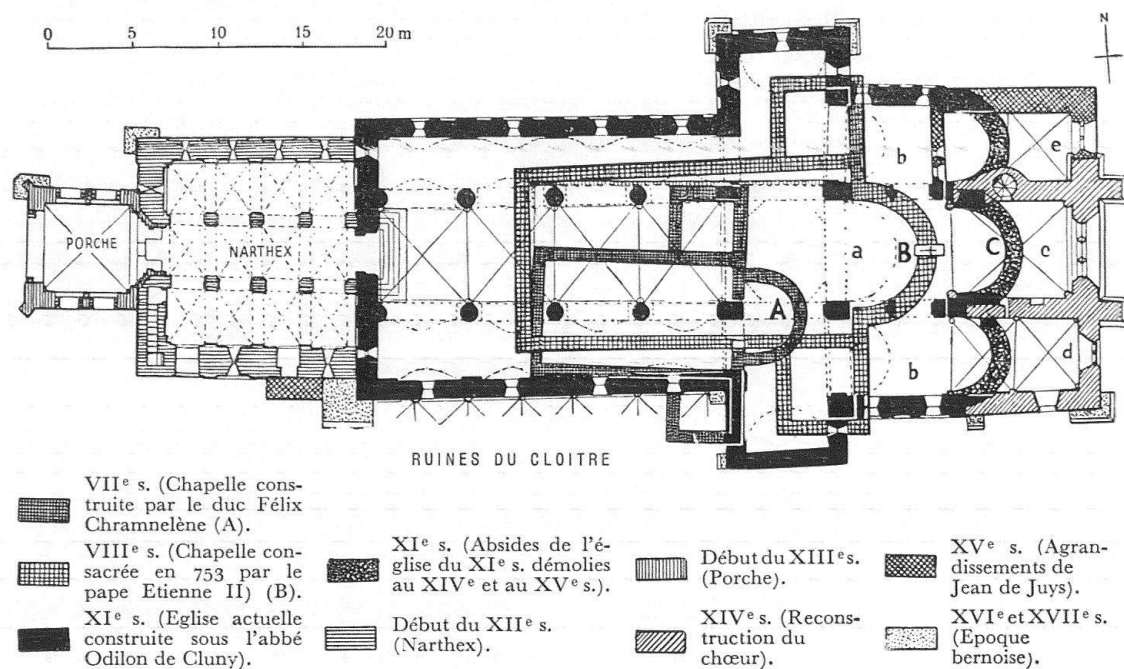 0 5 10 20 m
N
PORCHE
NARTHEX
A
a
B
b
b
C
c
d
e
RUINES DU CLOITRE
VIIe s. (Chapelle cons-
truite par le duc Félix
Chramnelène (A).
VIIIe s. (Chapelle con-
sacrée en 753 par le
pape Etienne II) (B).
XIe s. (Eglise actuelle
construite sous l'abbé
Odilon de Cluny).
XIe s. (Absides de l'é-
glise du XIe s. démolies
au XIVe et au XVe s.).
Début du XIIe s.
(Narthex).
Début du XIIIe s.
(Porche).
XIVe s. (Recons-
truction du
chœur).
XVe s. (Agran-
dissements de
Jean de Juys).
XVIe et XVIIe s.
(Epoque
bernoise).